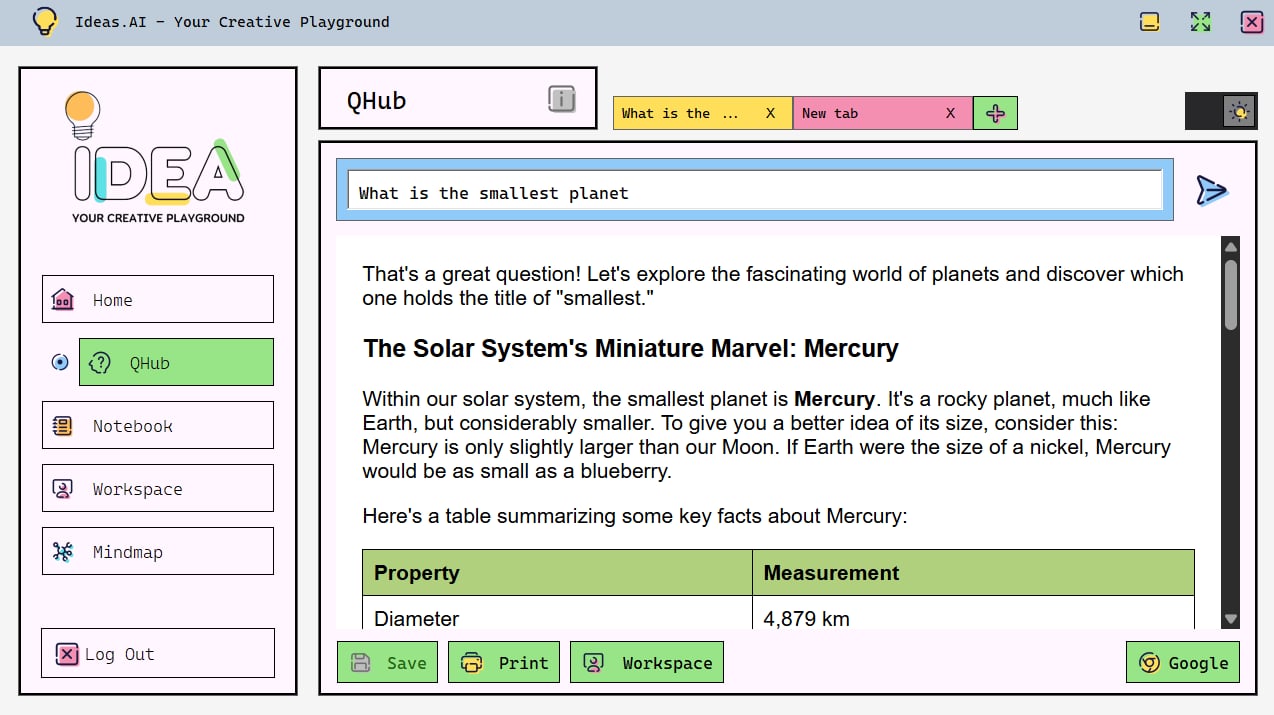 Ideas.AI - Your Creative Playground
IDEA
YOUR CREATIVE PLAYGROUND
Home
QHub
Notebook
Workspace
Mindmap
Log Out
QHub
What is the ... X
New tab X
What is the smallest planet
That's a great question! Let's explore the fascinating world of planets and discover which
one holds the title of "smallest."
The Solar System's Miniature Marvel: Mercury
Within our solar system, the smallest planet is Mercury. It's a rocky planet, much like
Earth, but considerably smaller. To give you a better idea of its size, consider this:
Mercury is only slightly larger than our Moon. If Earth were the size of a nickel, Mercury
would be as small as a blueberry.
Here's a table summarizing some key facts about Mercury:
Property Measurement
Diameter 4,879 km
Save Print Workspace Google